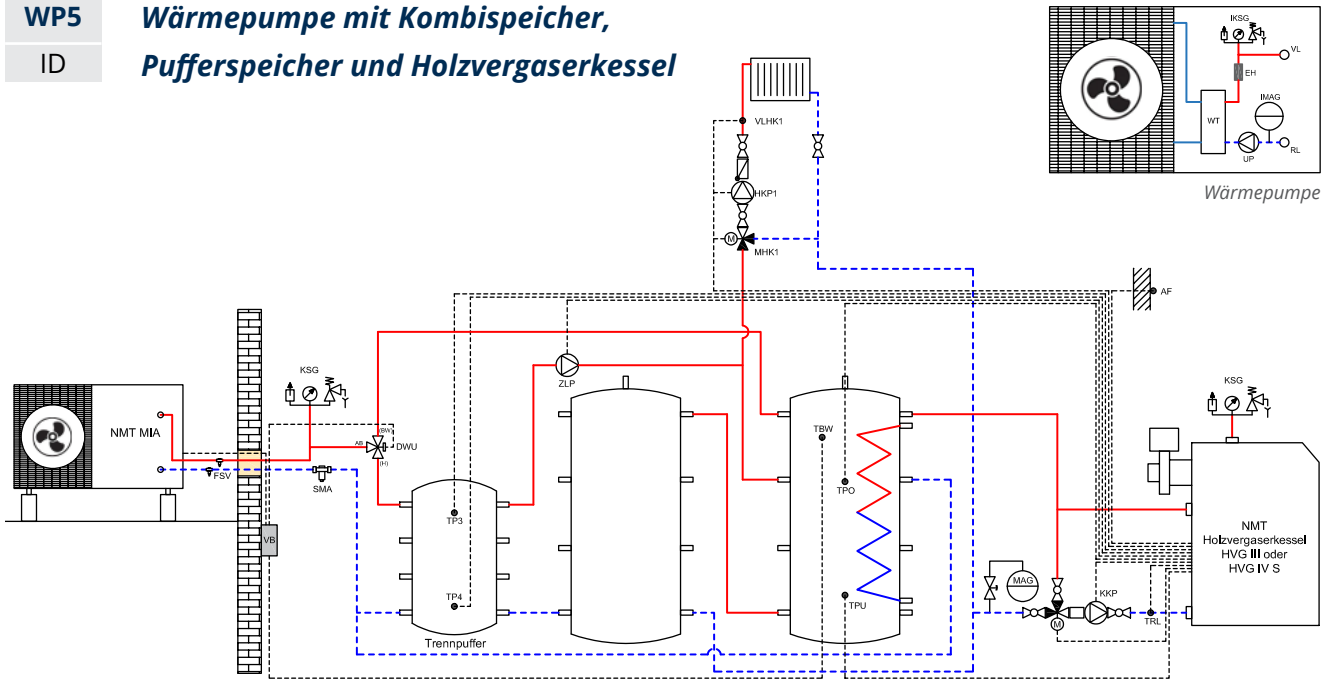 WP5
Wärmepumpe mit Kombispeicher,
ID
Pufferspeicher und Holzvergaserkessel
IKSG
VL
EH
IMAG
WT
UP
RL
Wärmepumpe
VLHK1
HKP1
M
MHK1
AF
KSG
ZLP
KSG
NMT MIA
(BW)
AB
DWU
(H)
FSV
SMA
TBW
TPO
TP3
VB
TP4
Trennpuffer
TPU
MAG
KKP
M
TRL
NMT
Holzvergaserkessel
HVG III oder
HVG IV S